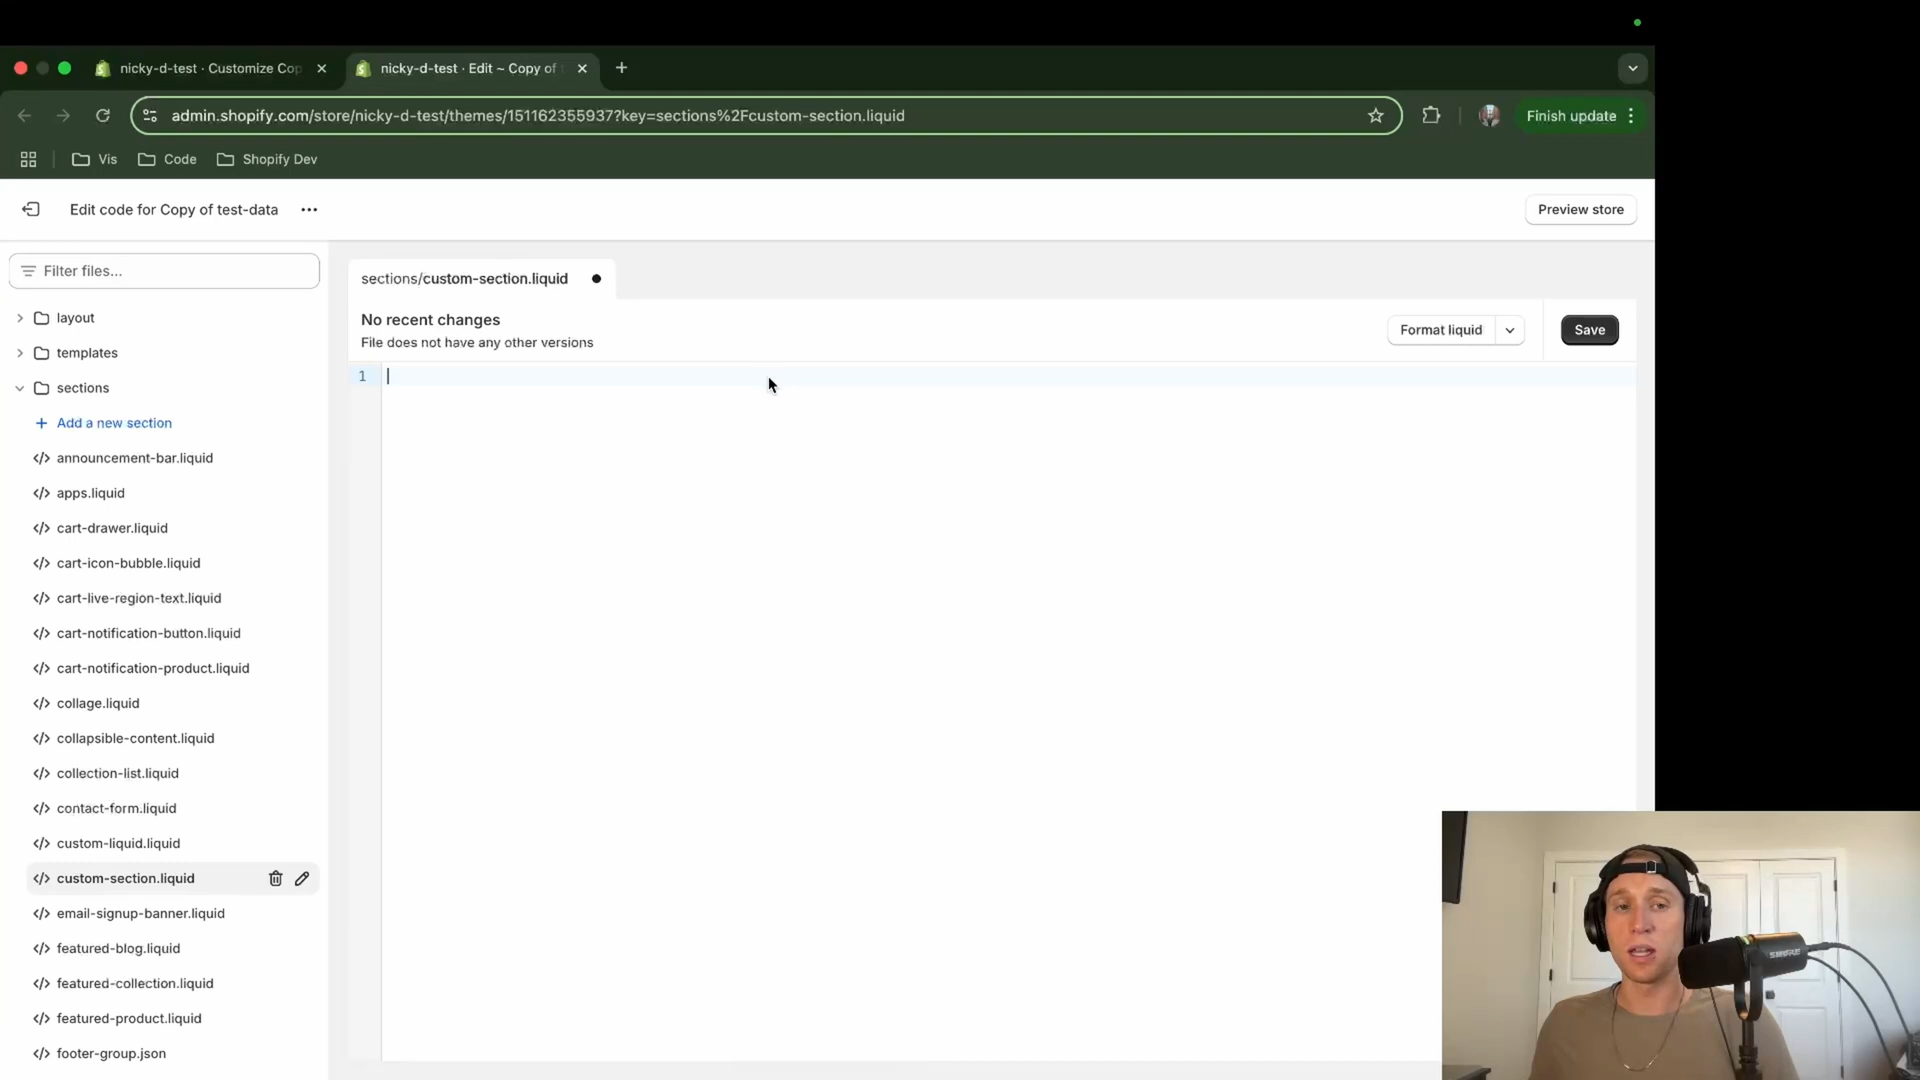 nicky-d-test · Customize Cop
nicky-d-test · Edit ~ Copy of
admin.shopify.com/store/nicky-d-test/themes/151162355937?key=sections%2Fcustom-section.liquid
Finish update
Vis
Code
Shopify Dev
Edit code for Copy of test-data
Preview store
Filter files...
sections/custom-section.liquid
No recent changes
File does not have any other versions
Format liquid
Save
1
layout
templates
sections
Add a new section
announcement-bar.liquid
apps.liquid
cart-drawer.liquid
cart-icon-bubble.liquid
cart-live-region-text.liquid
cart-notification-button.liquid
cart-notification-product.liquid
collage.liquid
collapsible-content.liquid
collection-list.liquid
contact-form.liquid
custom-liquid.liquid
custom-section.liquid
email-signup-banner.liquid
featured-blog.liquid
featured-collection.liquid
featured-product.liquid
footer-group.json
SHURE